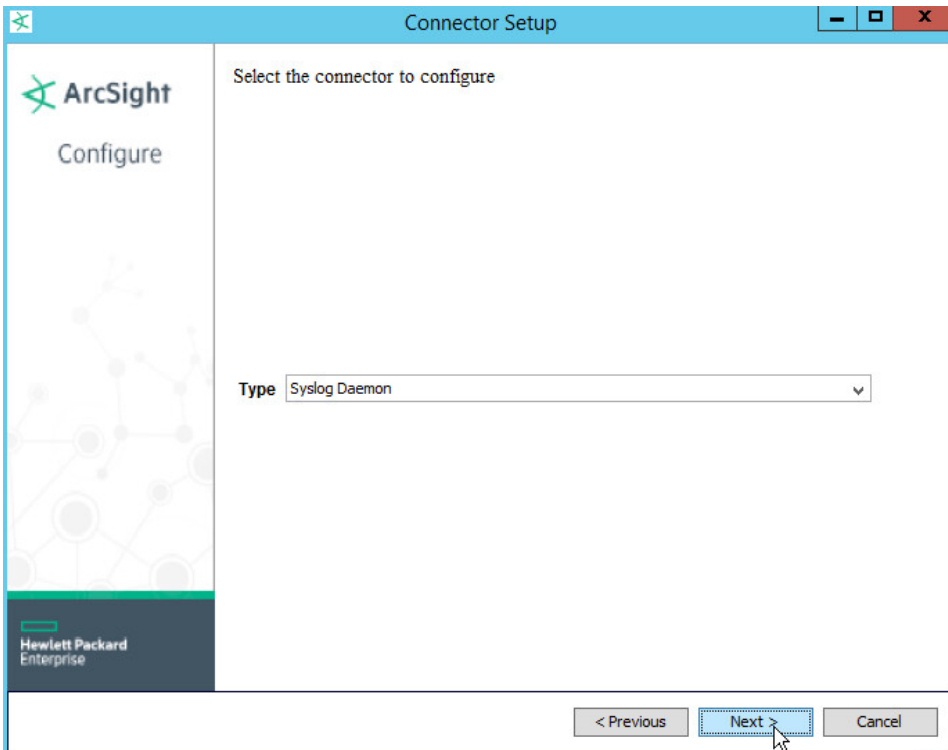 Connector Setup
ArcSight
Configure
Select the connector to configure
Type Syslog Daemon
Hewlett Packard
Enterprise
< Previous Next > Cancel